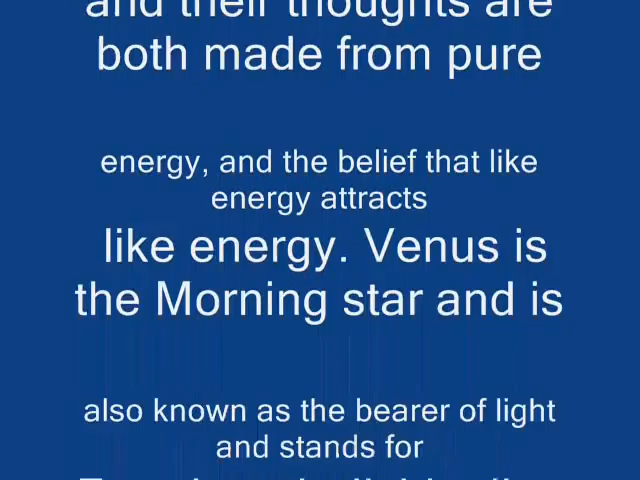 and their thoughts are
both made from pure
energy, and the belief that like
energy attracts
like energy. Venus is
the Morning star and is
also known as the bearer of light
and stands for